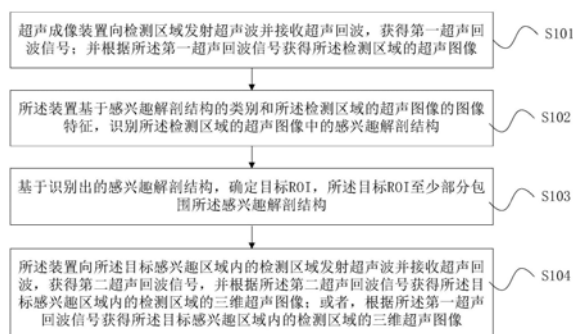 超声成像装置向检测区域发射超声波并接收超声回
波，获得第一超声回波信号；并根据所述第一超声回
波信号获得所述检测区域的超声图像
S101
所述装置基于感兴趣解剖结构的类别和所述检测区域的超声图像的图像
特征，识别所述检测区域的超声图像中的感兴趣解剖结构
S102
基于识别出的感兴趣解剖结构，确定目标ROI，所述目标ROI至少部分包
围所述感兴趣解剖结构
S103
所述装置向所述目标感兴趣区域内的检测区域发射超声波并接收超声回
波，获得第二超声回波信号，并根据所述第二超声回波信号获得所述目
标感兴趣区域内的检测区域的三维超声图像；或者，根据所述第一超声
回波信号获得所述目标感兴趣区域内的检测区域的三维超声图像
S104